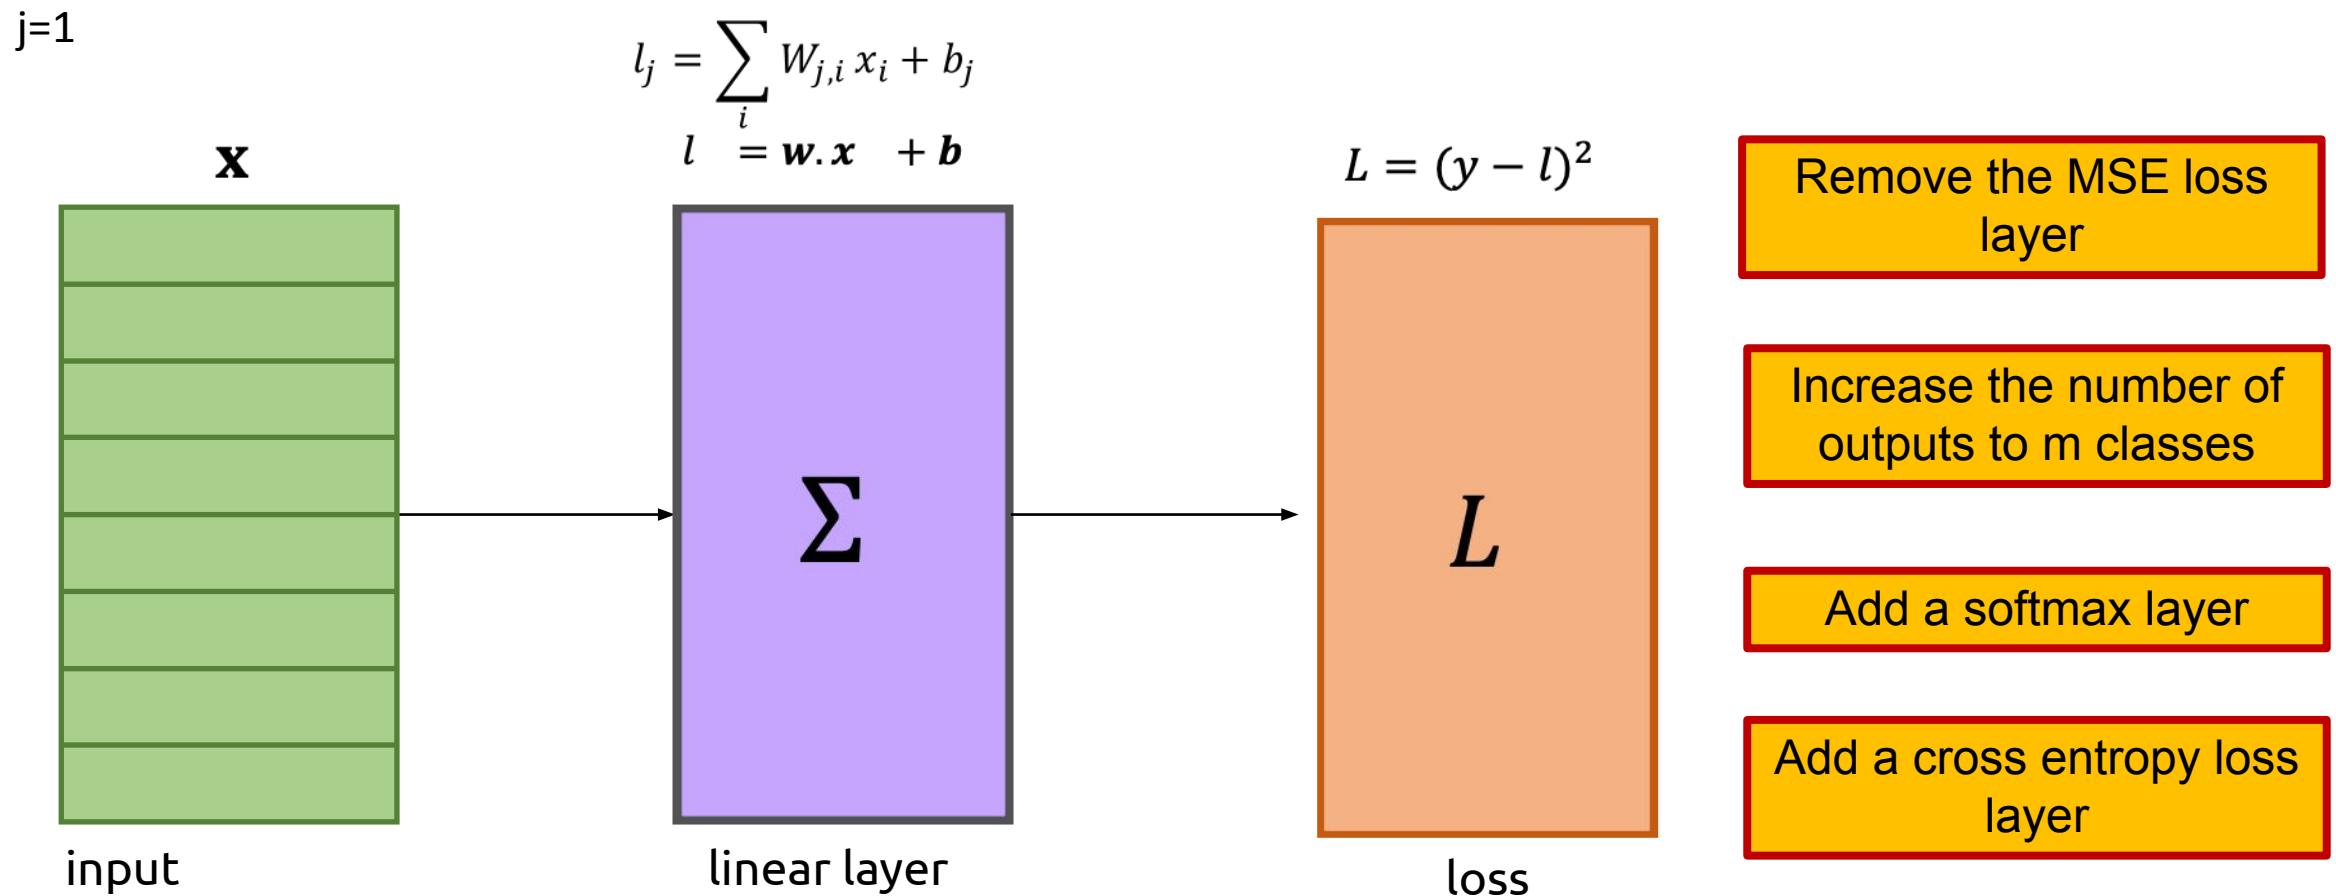 j=1
l_j = ∑_i W_{j,i} x_i + b_j
l = w. x + b
x
L = (y − l)²
Σ
L
input
linear layer
loss
Remove the MSE loss
layer
Increase the number of
outputs to m classes
Add a softmax layer
Add a cross entropy loss
layer